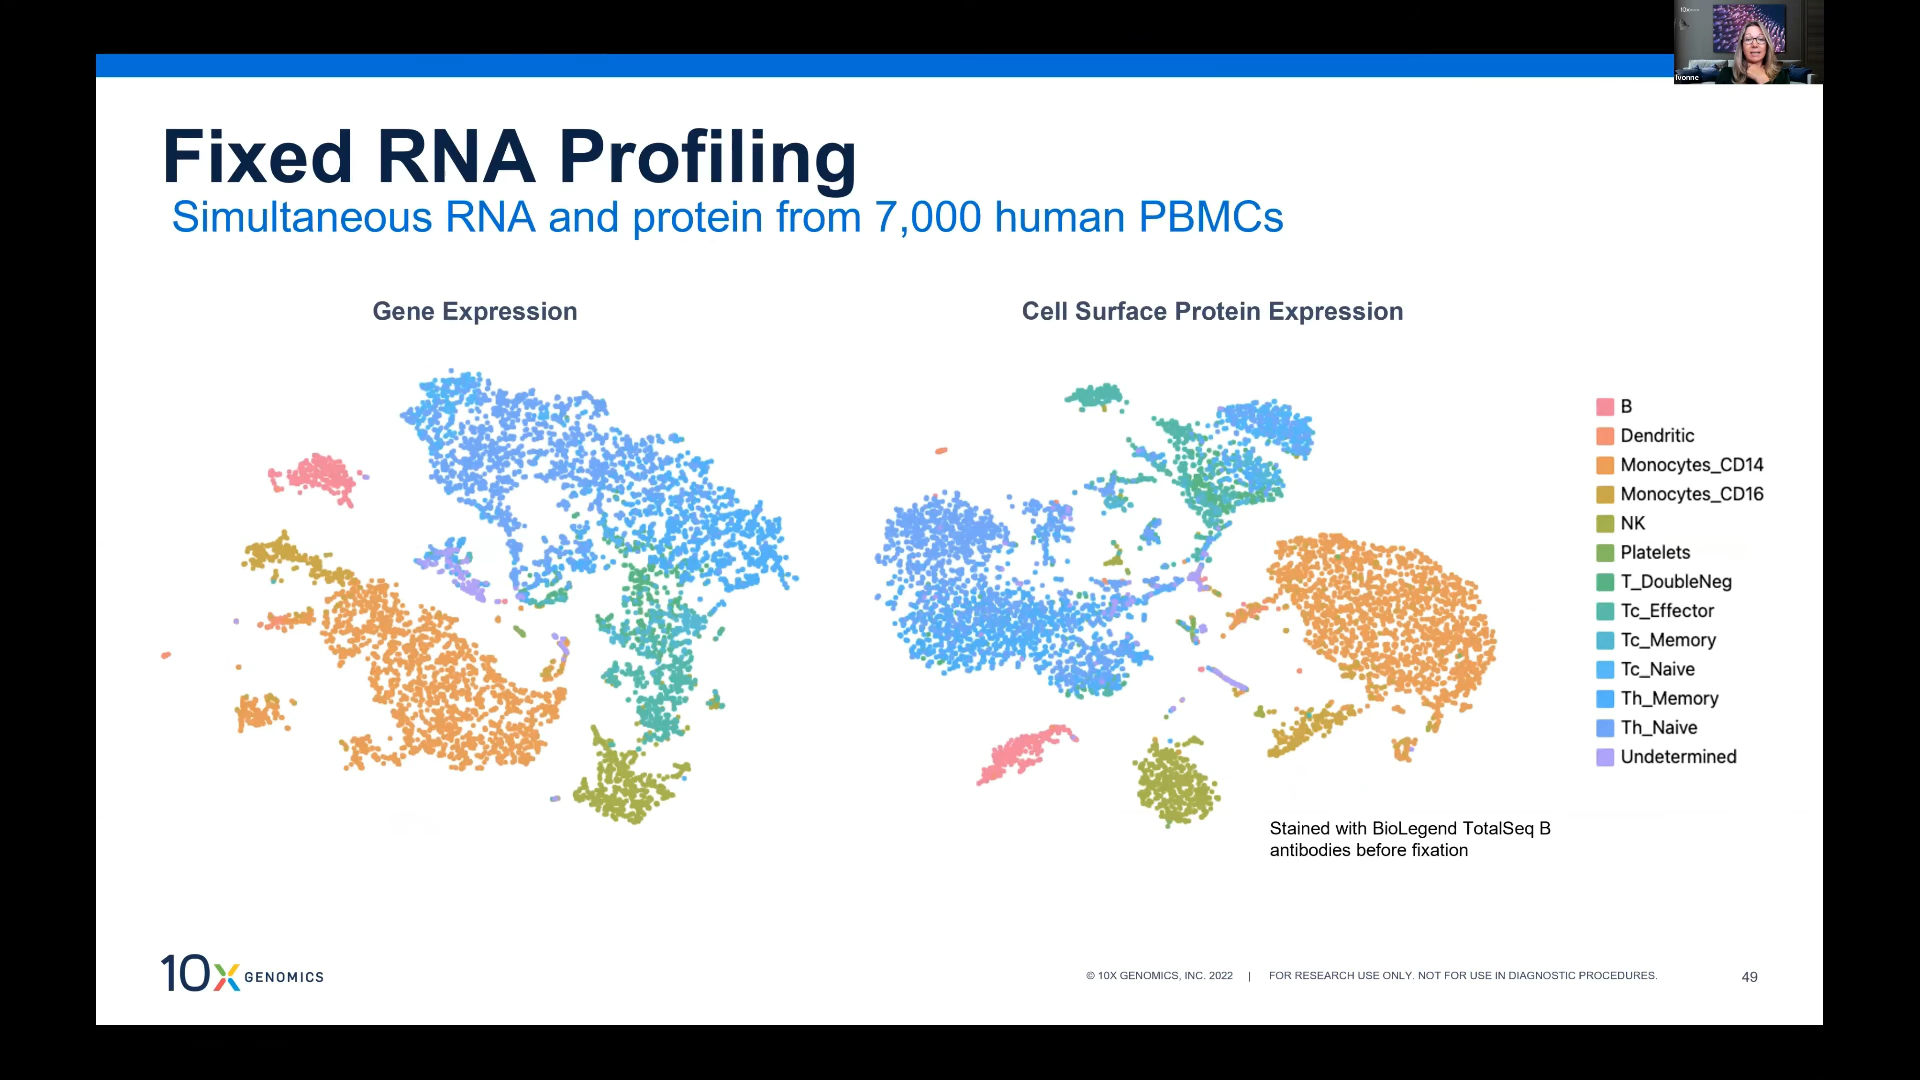 10x
Ivonne
Fixed RNA Profiling
Simultaneous RNA and protein from 7,000 human PBMCs
Gene Expression
Cell Surface Protein Expression
B
Dendritic
Monocytes_CD14
Monocytes_CD16
NK
Platelets
T_DoubleNeg
Tc_Effector
Tc_Memory
Tc_Naive
Th_Memory
Th_Naive
Undetermined
Stained with BioLegend TotalSeq B
antibodies before fixation
10X GENOMICS
© 10X GENOMICS, INC. 2022 | FOR RESEARCH USE ONLY. NOT FOR USE IN DIAGNOSTIC PROCEDURES.
49